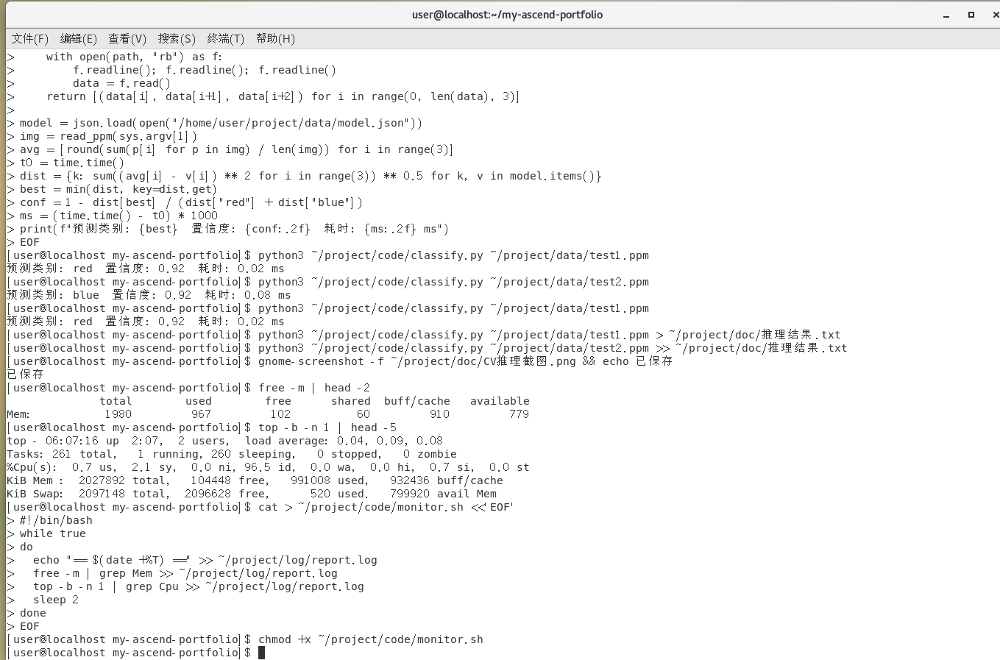 user@localhost:~/my-ascend-portfolio
文件(F) 编辑(E) 查看(V) 搜索(S) 终端(T) 帮助(H)
>     with open(path, "rb") as f:
>         f.readline(); f.readline(); f.readline()
>         data = f.read()
>     return [(data[i], data[i+1], data[i+2]) for i in range(0, len(data), 3)]
>
> model = json.load(open("/home/user/project/data/model.json"))
> img = read_ppm(sys.argv[1])
> avg = [round(sum(p[i] for p in img) / len(img)) for i in range(3)]
> t0 = time.time()
> dist = {k: sum((avg[i] - v[i]) ** 2 for i in range(3)) ** 0.5 for k, v in model.items()}
> best = min(dist, key=dist.get)
> conf = 1 - dist[best] / (dist["red"] + dist["blue"])
> ms = (time.time() - t0) * 1000
> print(f"预测类别: {best}  置信度: {conf:.2f}  耗时: {ms:.2f} ms")
> EOF
[user@localhost my-ascend-portfolio]$ python3 ~/project/code/classify.py ~/project/data/test1.ppm
预测类别: red  置信度: 0.92  耗时: 0.02 ms
[user@localhost my-ascend-portfolio]$ python3 ~/project/code/classify.py ~/project/data/test2.ppm
预测类别: blue  置信度: 0.92  耗时: 0.08 ms
[user@localhost my-ascend-portfolio]$ python3 ~/project/code/classify.py ~/project/data/test1.ppm
预测类别: red  置信度: 0.92  耗时: 0.02 ms
[user@localhost my-ascend-portfolio]$ python3 ~/project/code/classify.py ~/project/data/test1.ppm > ~/project/doc/推理结果.txt
[user@localhost my-ascend-portfolio]$ python3 ~/project/code/classify.py ~/project/data/test2.ppm >> ~/project/doc/推理结果.txt
[user@localhost my-ascend-portfolio]$ gnome-screenshot -f ~/project/doc/CV推理截图.png && echo 已保存
已保存
[user@localhost my-ascend-portfolio]$ free -m | head -2
              total        used        free      shared  buff/cache   available
Mem:           1980         967         102          60         910         779
[user@localhost my-ascend-portfolio]$ top -b -n 1 | head -5
top - 06:07:16 up  2:07,  2 users,  load average: 0.04, 0.09, 0.08
Tasks: 261 total,   1 running, 260 sleeping,   0 stopped,   0 zombie
%Cpu(s):  0.7 us,  2.1 sy,  0.0 ni, 96.5 id,  0.0 wa,  0.0 hi,  0.7 si,  0.0 st
KiB Mem :  2027892 total,   104448 free,   991008 used,   932436 buff/cache
KiB Swap:  2097148 total,  2096628 free,      520 used.   799920 avail Mem
[user@localhost my-ascend-portfolio]$ cat > ~/project/code/monitor.sh <<'EOF'
> #!/bin/bash
> while true
> do
>   echo "== $(date +%T) ==" >> ~/project/log/report.log
>   free -m | grep Mem >> ~/project/log/report.log
>   top -b -n 1 | grep Cpu >> ~/project/log/report.log
>   sleep 2
> done
> EOF
[user@localhost my-ascend-portfolio]$ chmod +x ~/project/code/monitor.sh
[user@localhost my-ascend-portfolio]$